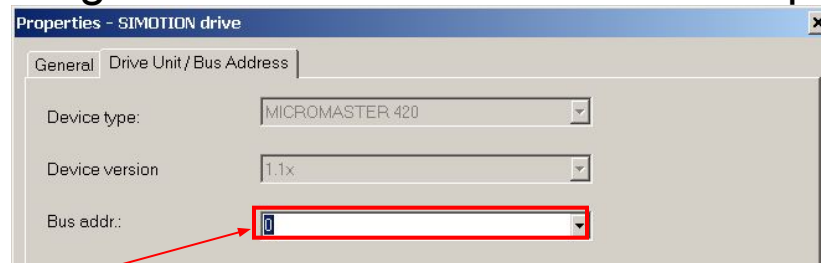 Properties - SIMOTION drive
General Drive Unit / Bus Address
Device type: MICROMASTER 420
Device version 1.1x
Bus addr.: 0